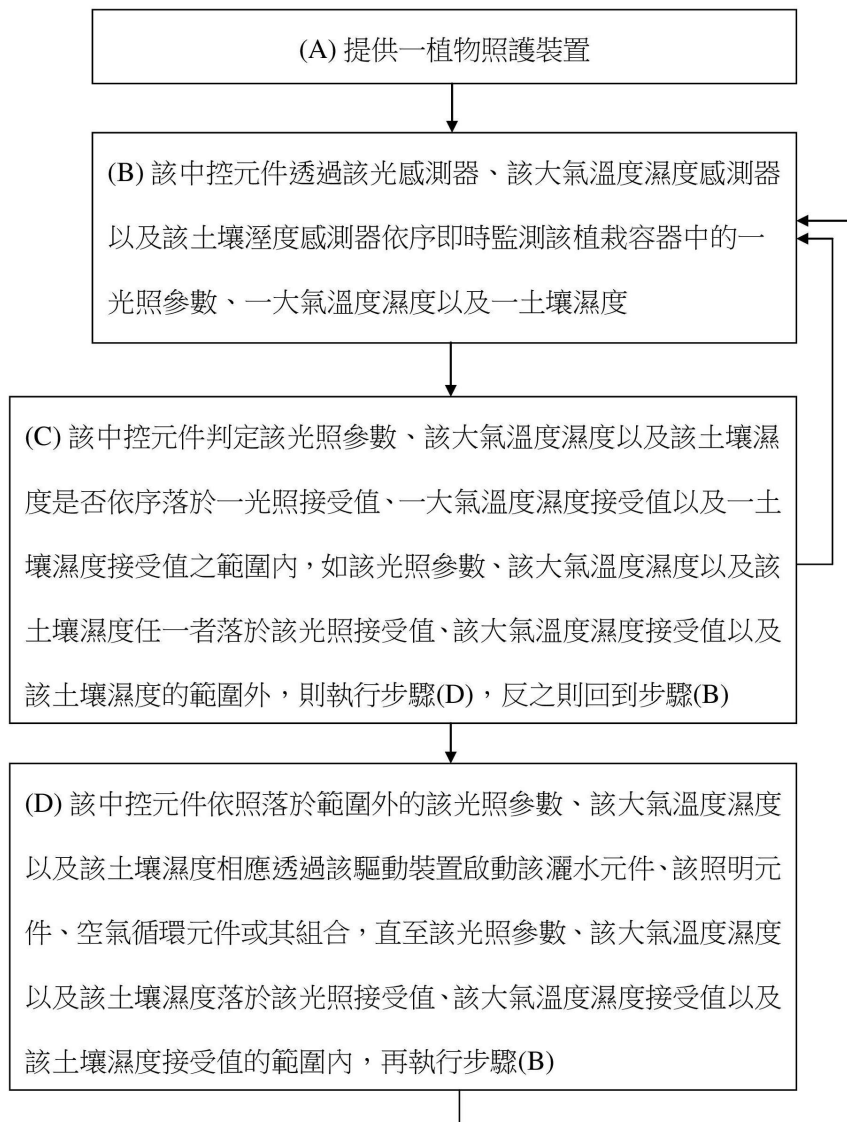 (A) 提供一植物照護裝置
(B) 該中控元件透過該光感測器、該大氣溫度濕度感測器
以及該土壤溼度感測器依序即時監測該植栽容器中的一
光照參數、一大氣溫度濕度以及一土壤濕度
(C) 該中控元件判定該光照參數、該大氣溫度濕度以及該土壤濕
度是否依序落於一光照接受值、一大氣溫度濕度接受值以及一土
壤濕度接受值之範圍內，如該光照參數、該大氣溫度濕度以及該
土壤濕度任一者落於該光照接受值、該大氣溫度濕度接受值以及
該土壤濕度的範圍外，則執行步驟(D)，反之則回到步驟(B)
(D) 該中控元件依照落於範圍外的該光照參數、該大氣溫度濕度
以及該土壤濕度相應透過該驅動裝置啟動該灑水元件、該照明元
件、空氣循環元件或其組合，直至該光照參數、該大氣溫度濕度
以及該土壤濕度落於該光照接受值、該大氣溫度濕度接受值以及
該土壤濕度接受值的範圍內，再執行步驟(B)